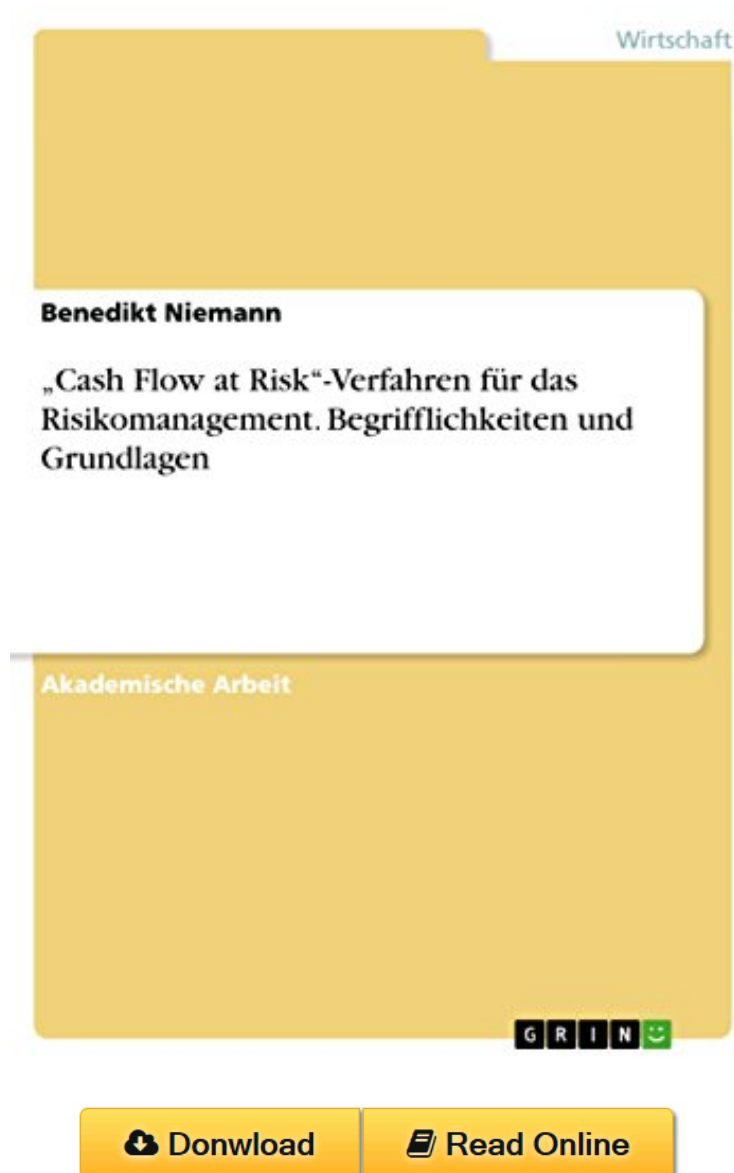 Wirtschaft
Benedikt Niemann
„Cash Flow at Risk“-Verfahren für das
Risikomanagement. Begrifflichkeiten und
Grundlagen
Akademische Arbeit
GRIN
Donwload
Read Online